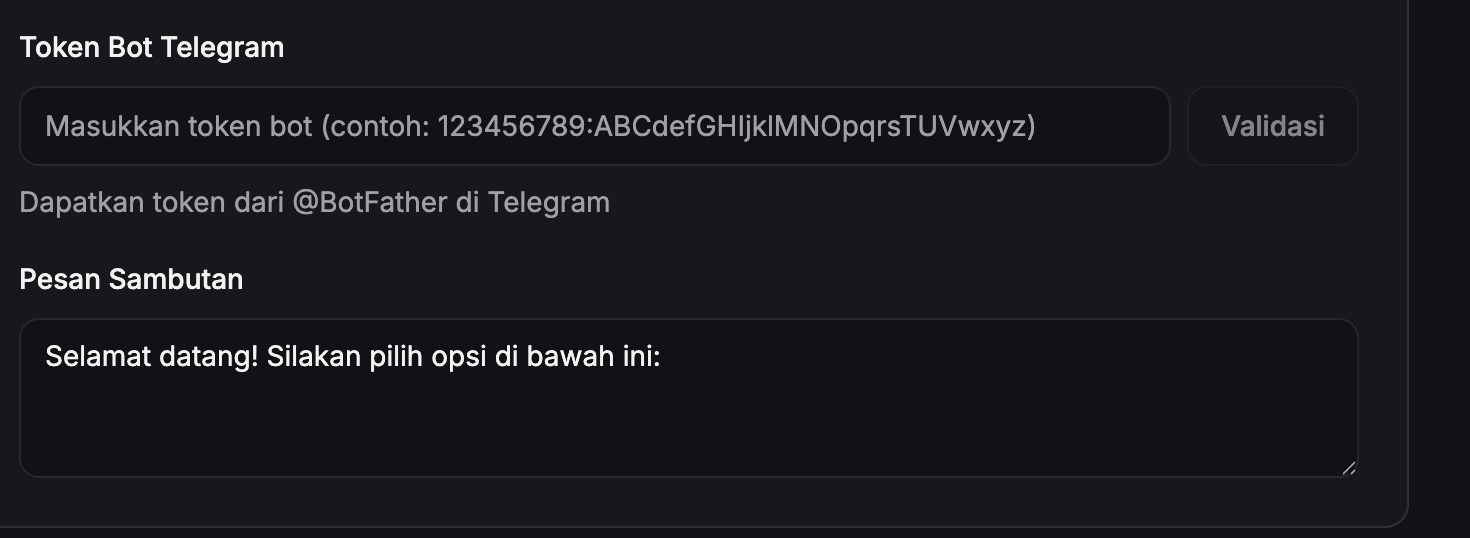 Token Bot Telegram
Masukkan token bot (contoh: 123456789:ABCdefGHIjklMNOpqrsTUVwxyz)
Validasi
Dapatkan token dari @BotFather di Telegram
Pesan Sambutan
Selamat datang! Silakan pilih opsi di bawah ini: